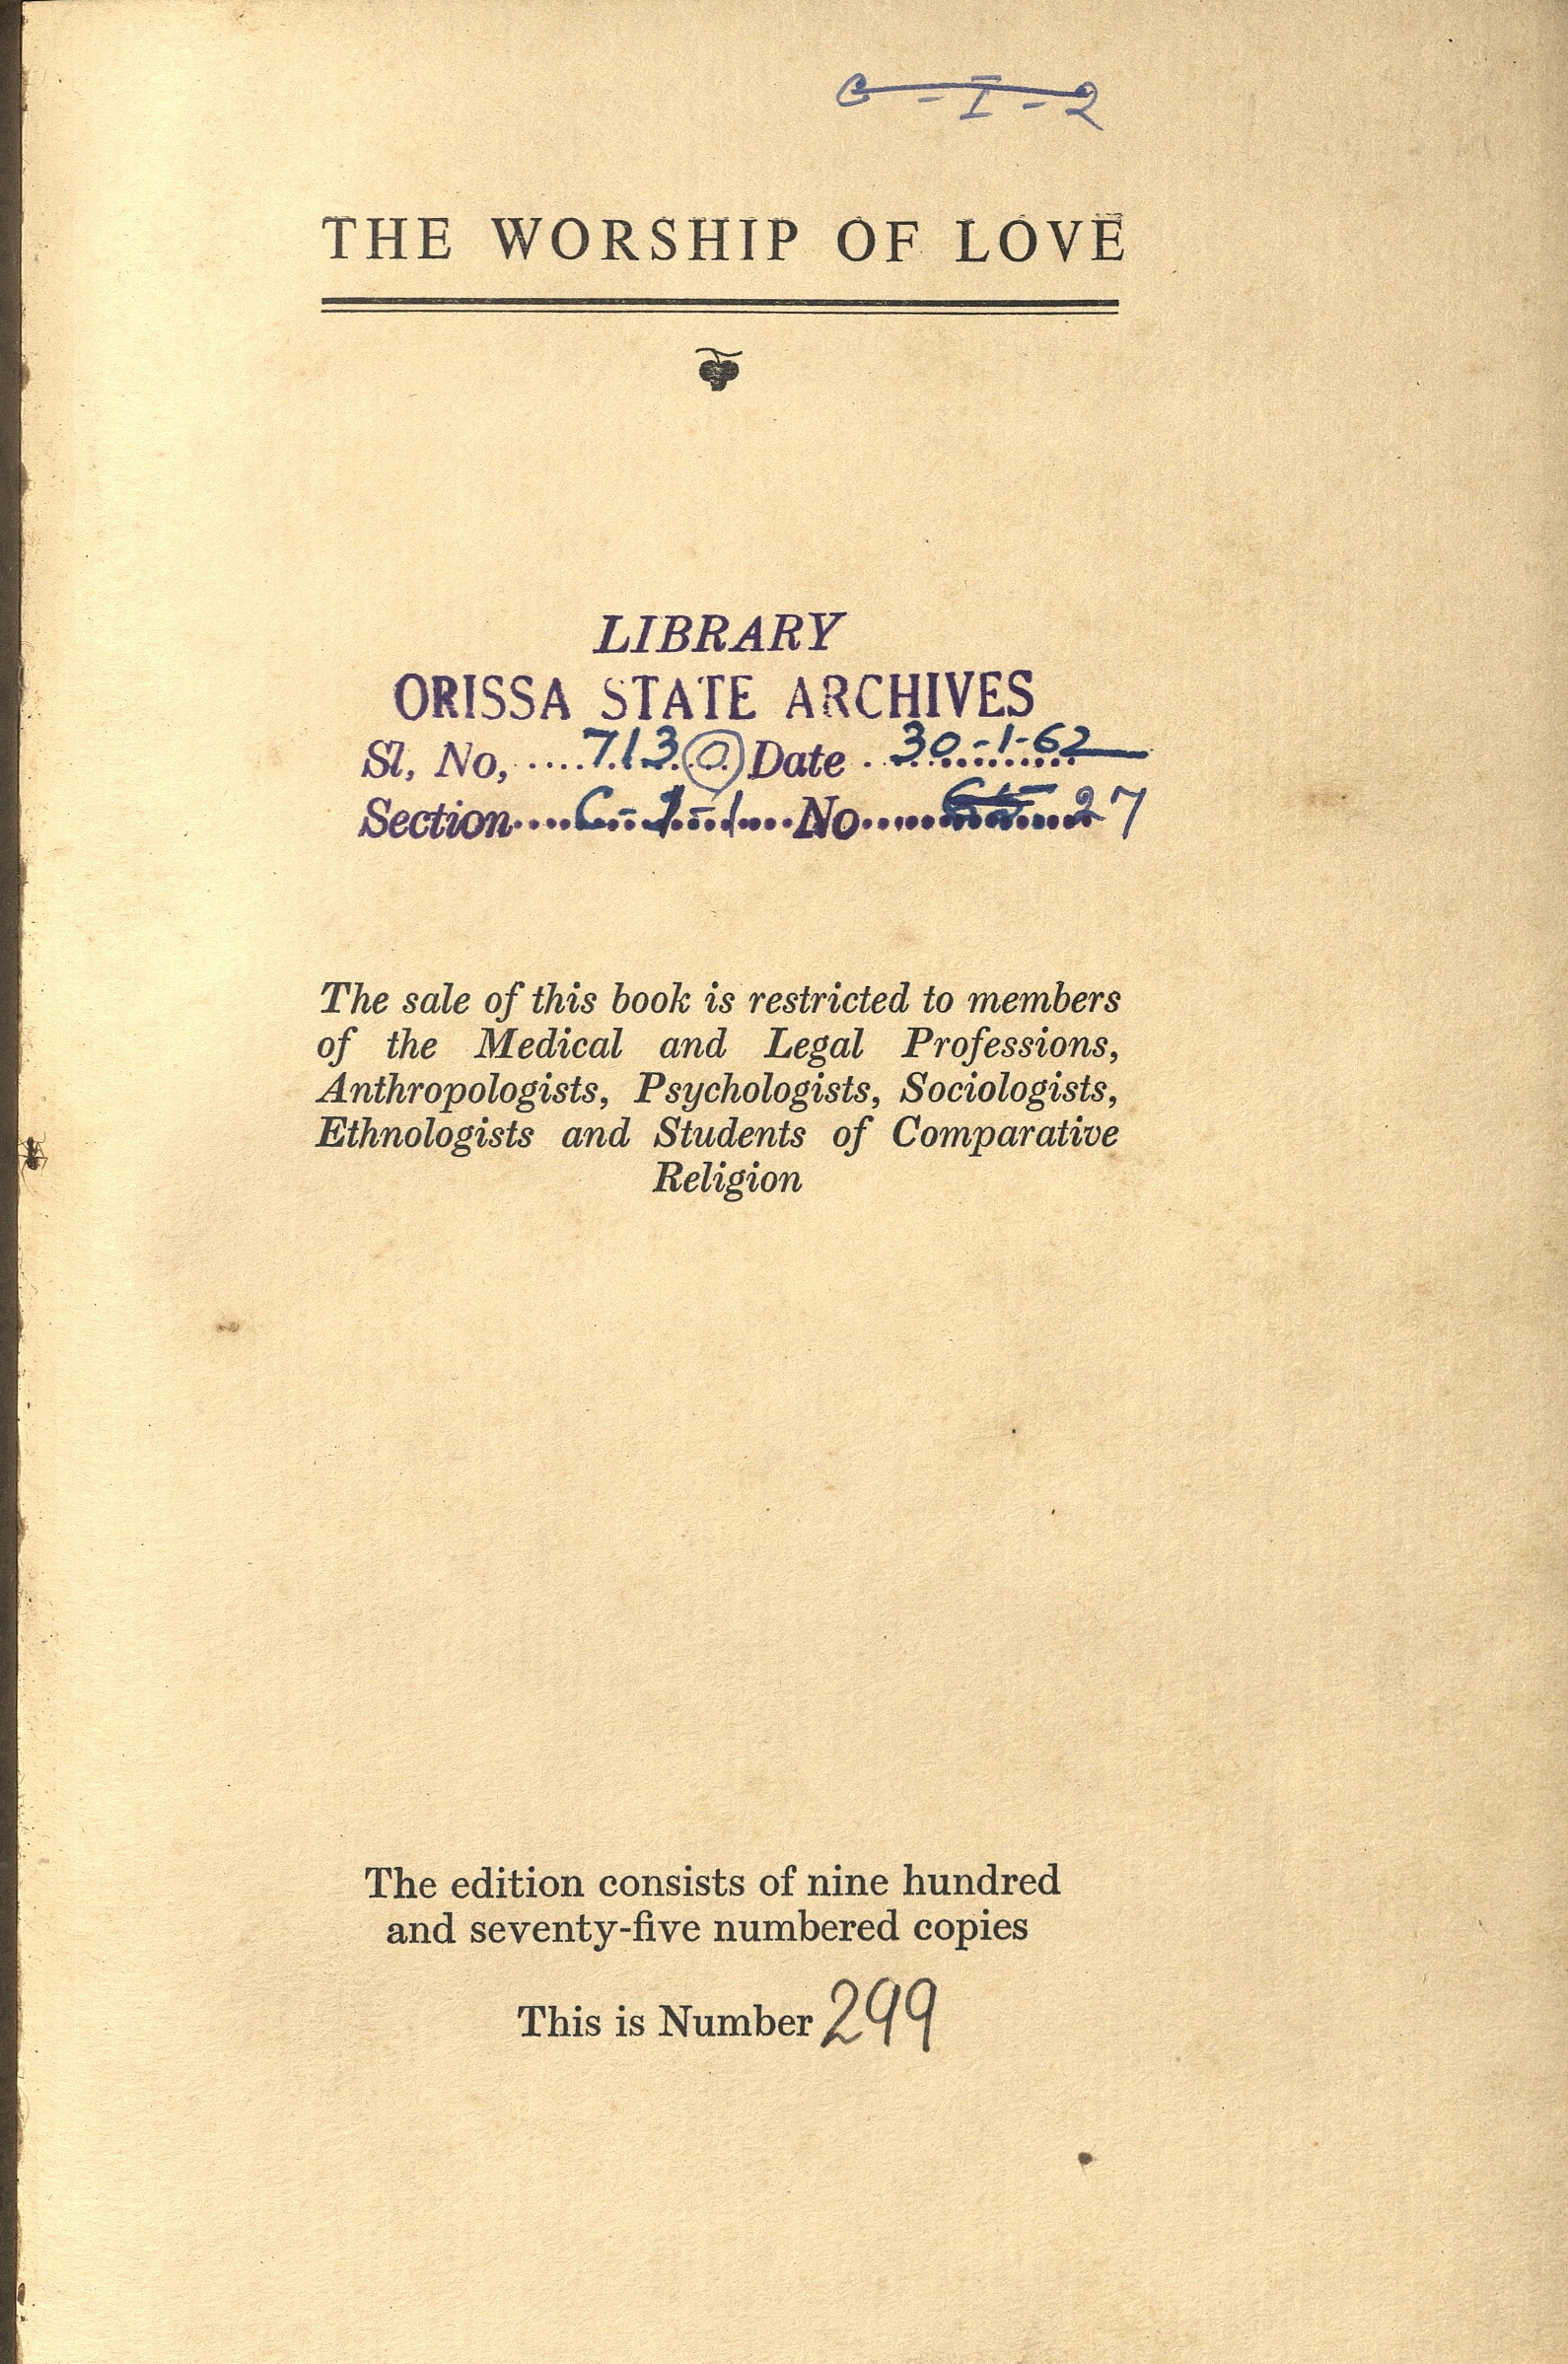 C - I - 2
THE WORSHIP OF LOVE
LIBRARY
ORISSA STATE ARCHIVES
Sl, No, ....713 (O) Date .. 30-1-62
Section....C-I-1....No.......27
The sale of this book is restricted to members
of the Medical and Legal Professions,
Anthropologists, Psychologists, Sociologists,
Ethnologists and Students of Comparative
Religion
The edition consists of nine hundred
and seventy-five numbered copies
This is Number 299